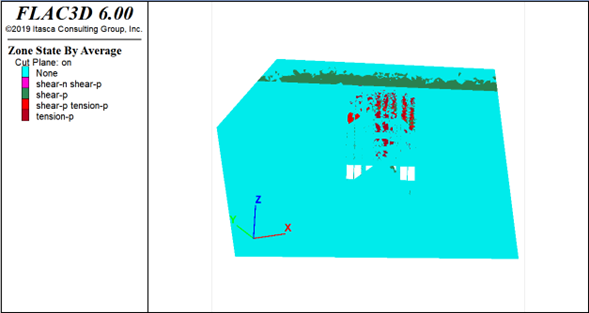 FLAC3D 6.00
©2019 Itasca Consulting Group, Inc.
Zone State By Average
Cut Plane: on
None
shear-n shear-p
shear-p
shear-p tension-p
tension-p
Z
Y
X